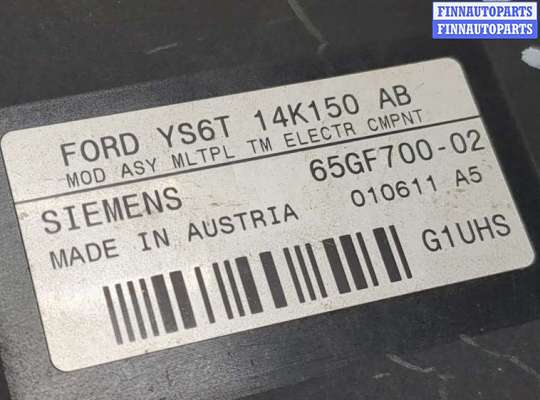 FINNAUTOPARTS
FINNAUTOPARTS
FORD YS6T 14K150 AB
MOD ASY MLTPL TM ELECTR CMPNT
SIEMENS 65GF700-02
MADE IN AUSTRIA 010611 A5
G1UHS